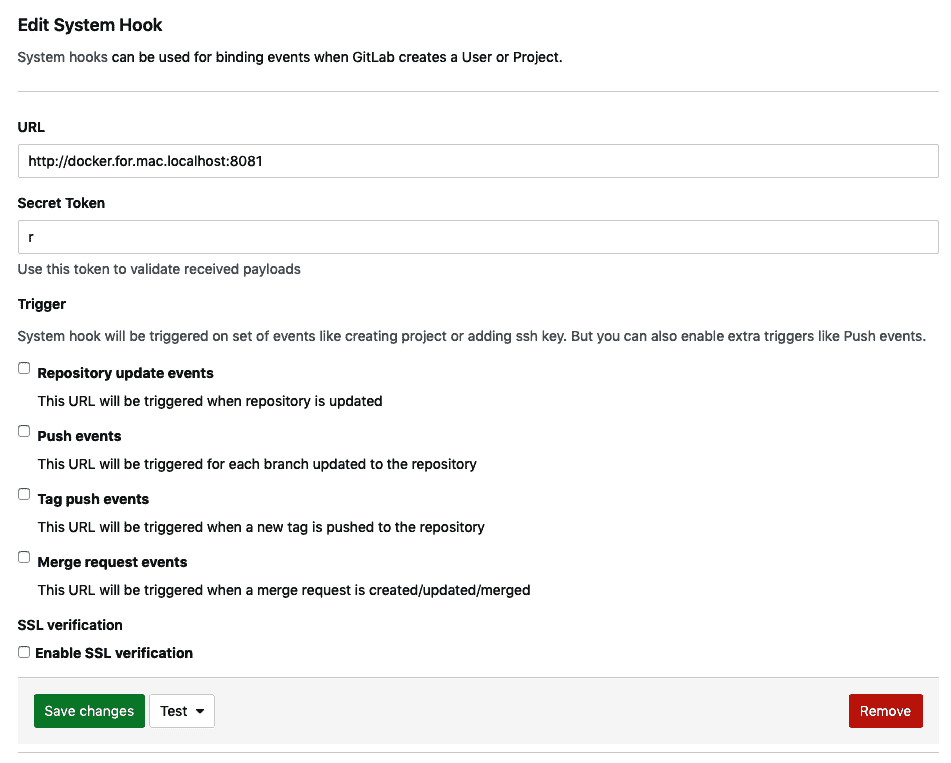 Edit System Hook
System hooks can be used for binding events when GitLab creates a User or Project.
URL
http://docker.for.mac.localhost:8081
Secret Token
r
Use this token to validate received payloads
Trigger
System hook will be triggered on set of events like creating project or adding ssh key. But you can also enable extra triggers like Push events.
Repository update events
This URL will be triggered when repository is updated
Push events
This URL will be triggered for each branch updated to the repository
Tag push events
This URL will be triggered when a new tag is pushed to the repository
Merge request events
This URL will be triggered when a merge request is created/updated/merged
SSL verification
Enable SSL verification
Save changes Test Remove